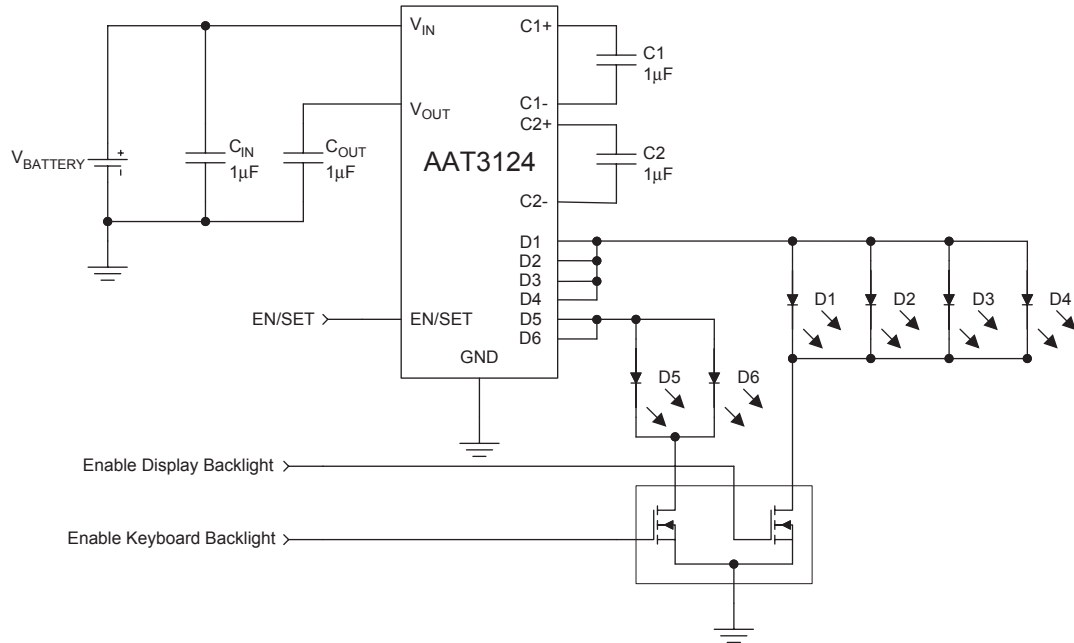 V_IN
C1+
C1
1µF
C1-
V_OUT
C2+
V_BATTERY
+
-
C_IN
1µF
C_OUT
1µF
AAT3124
C2
1µF
C2-
D1
D2
D3
D4
D5
D6
EN/SET
EN/SET
GND
D1
D2
D3
D4
D5
D6
Enable Display Backlight
Enable Keyboard Backlight